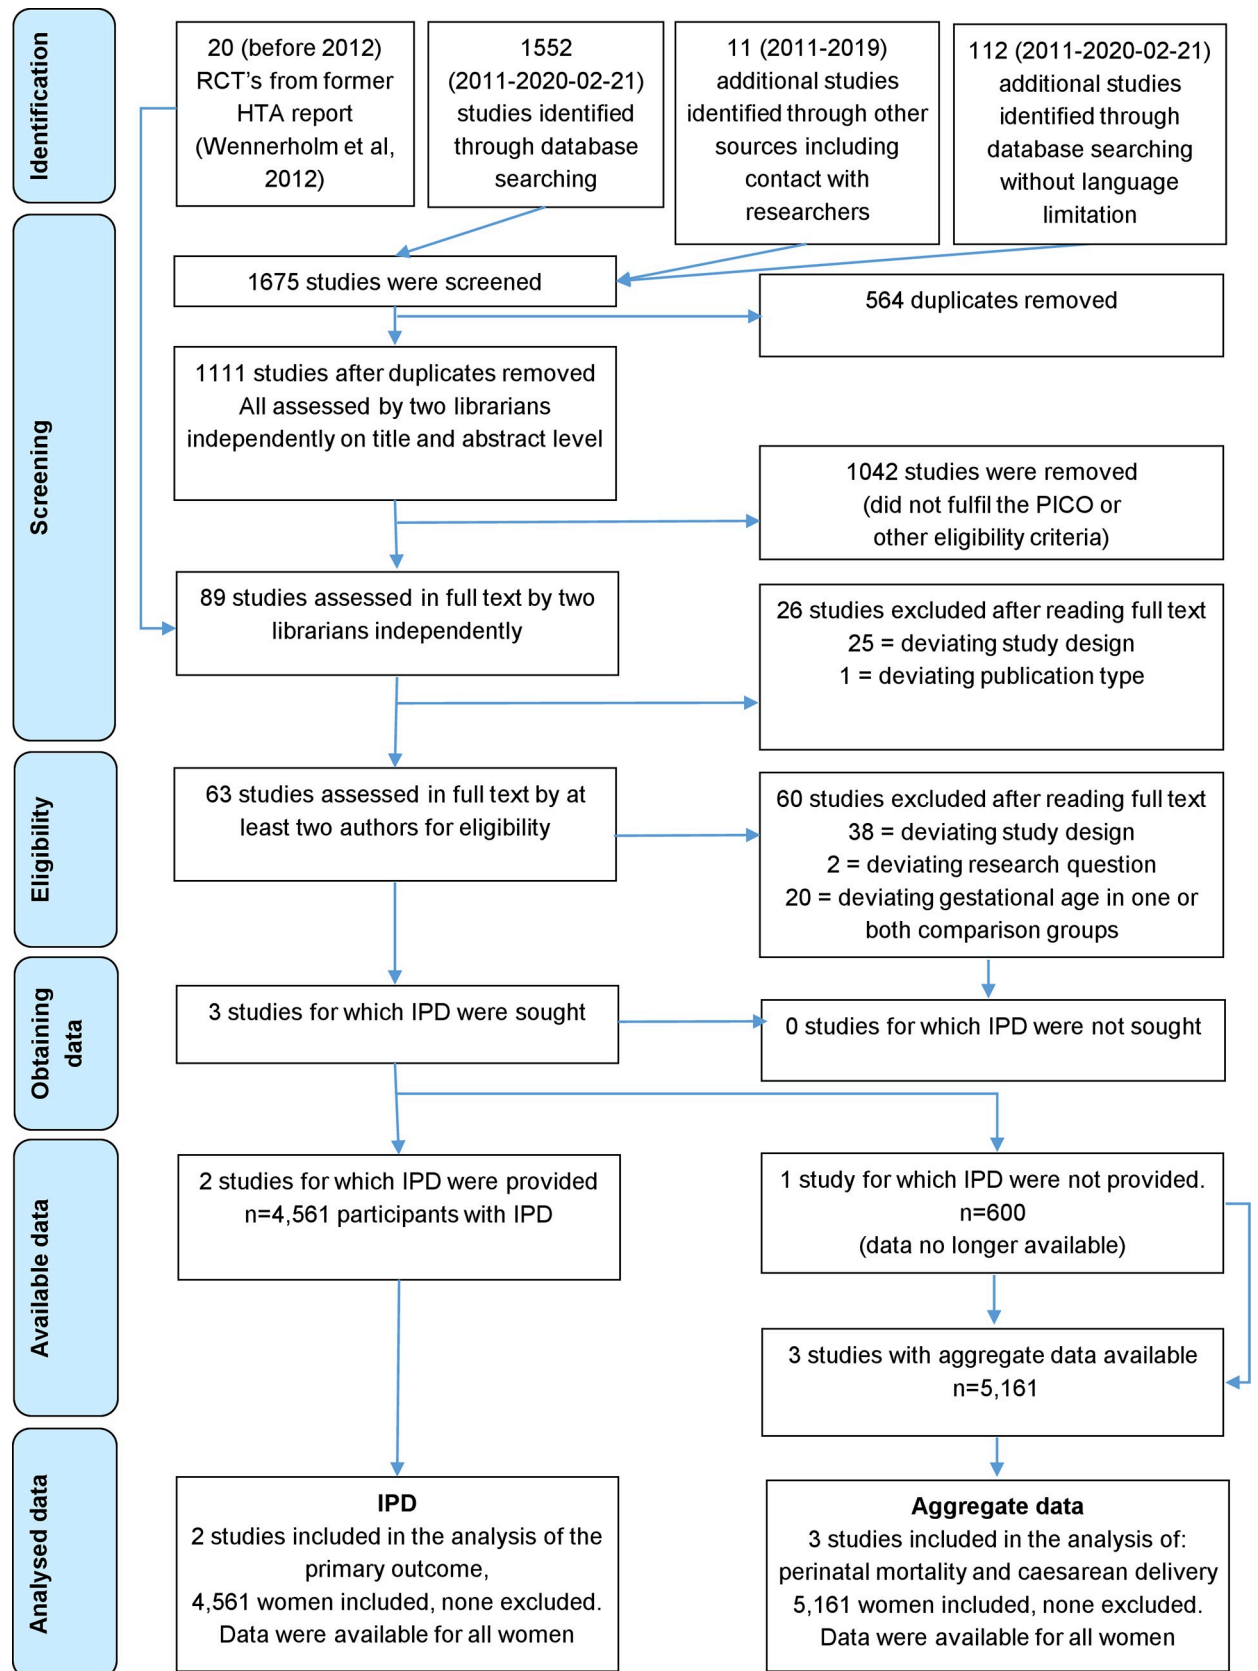 Identification
20 (before 2012)
RCT's from former
HTA report
(Wennerholm et al,
2012)
1552
(2011-2020-02-21)
studies identified
through database
searching
11 (2011-2019)
additional studies
identified through other
sources including
contact with
researchers
112 (2011-2020-02-21)
additional studies
identified through
database searching
without language
limitation
Screening
1675 studies were screened
564 duplicates removed
1111 studies after duplicates removed
All assessed by two librarians
independently on title and abstract level
1042 studies were removed
(did not fulfil the PICO or
other eligibility criteria)
89 studies assessed in full text by two
librarians independently
26 studies excluded after reading full text
25 = deviating study design
1 = deviating publication type
Eligibility
63 studies assessed in full text by at
least two authors for eligibility
60 studies excluded after reading full text
38 = deviating study design
2 = deviating research question
20 = deviating gestational age in one or
both comparison groups
Obtaining
data
3 studies for which IPD were sought
0 studies for which IPD were not sought
Available data
2 studies for which IPD were provided
n=4,561 participants with IPD
1 study for which IPD were not provided.
n=600
(data no longer available)
3 studies with aggregate data available
n=5,161
Analysed data
IPD
2 studies included in the analysis of the
primary outcome,
4,561 women included, none excluded.
Data were available for all women
Aggregate data
3 studies included in the analysis of:
perinatal mortality and caesarean delivery
5,161 women included, none excluded.
Data were available for all women